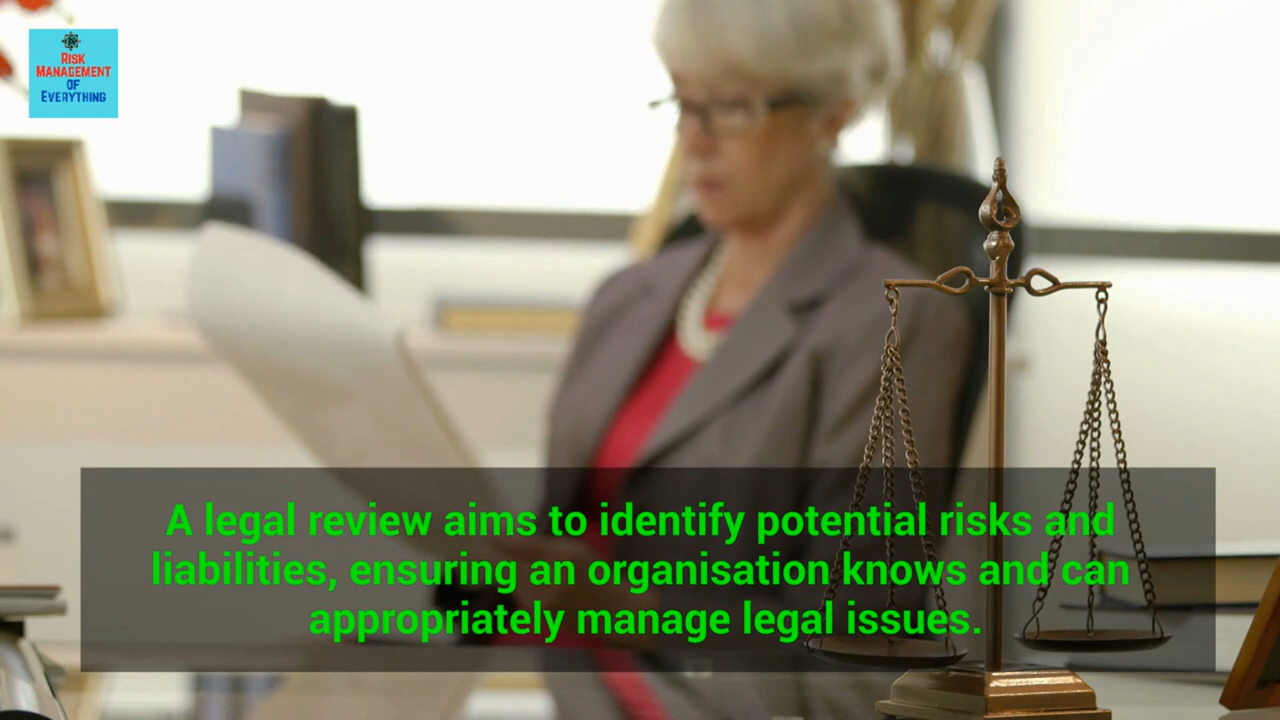 RISK
MANAGEMENT
OF
EVERYTHING
A legal review aims to identify potential risks and
liabilities, ensuring an organisation knows and can
appropriately manage legal issues.